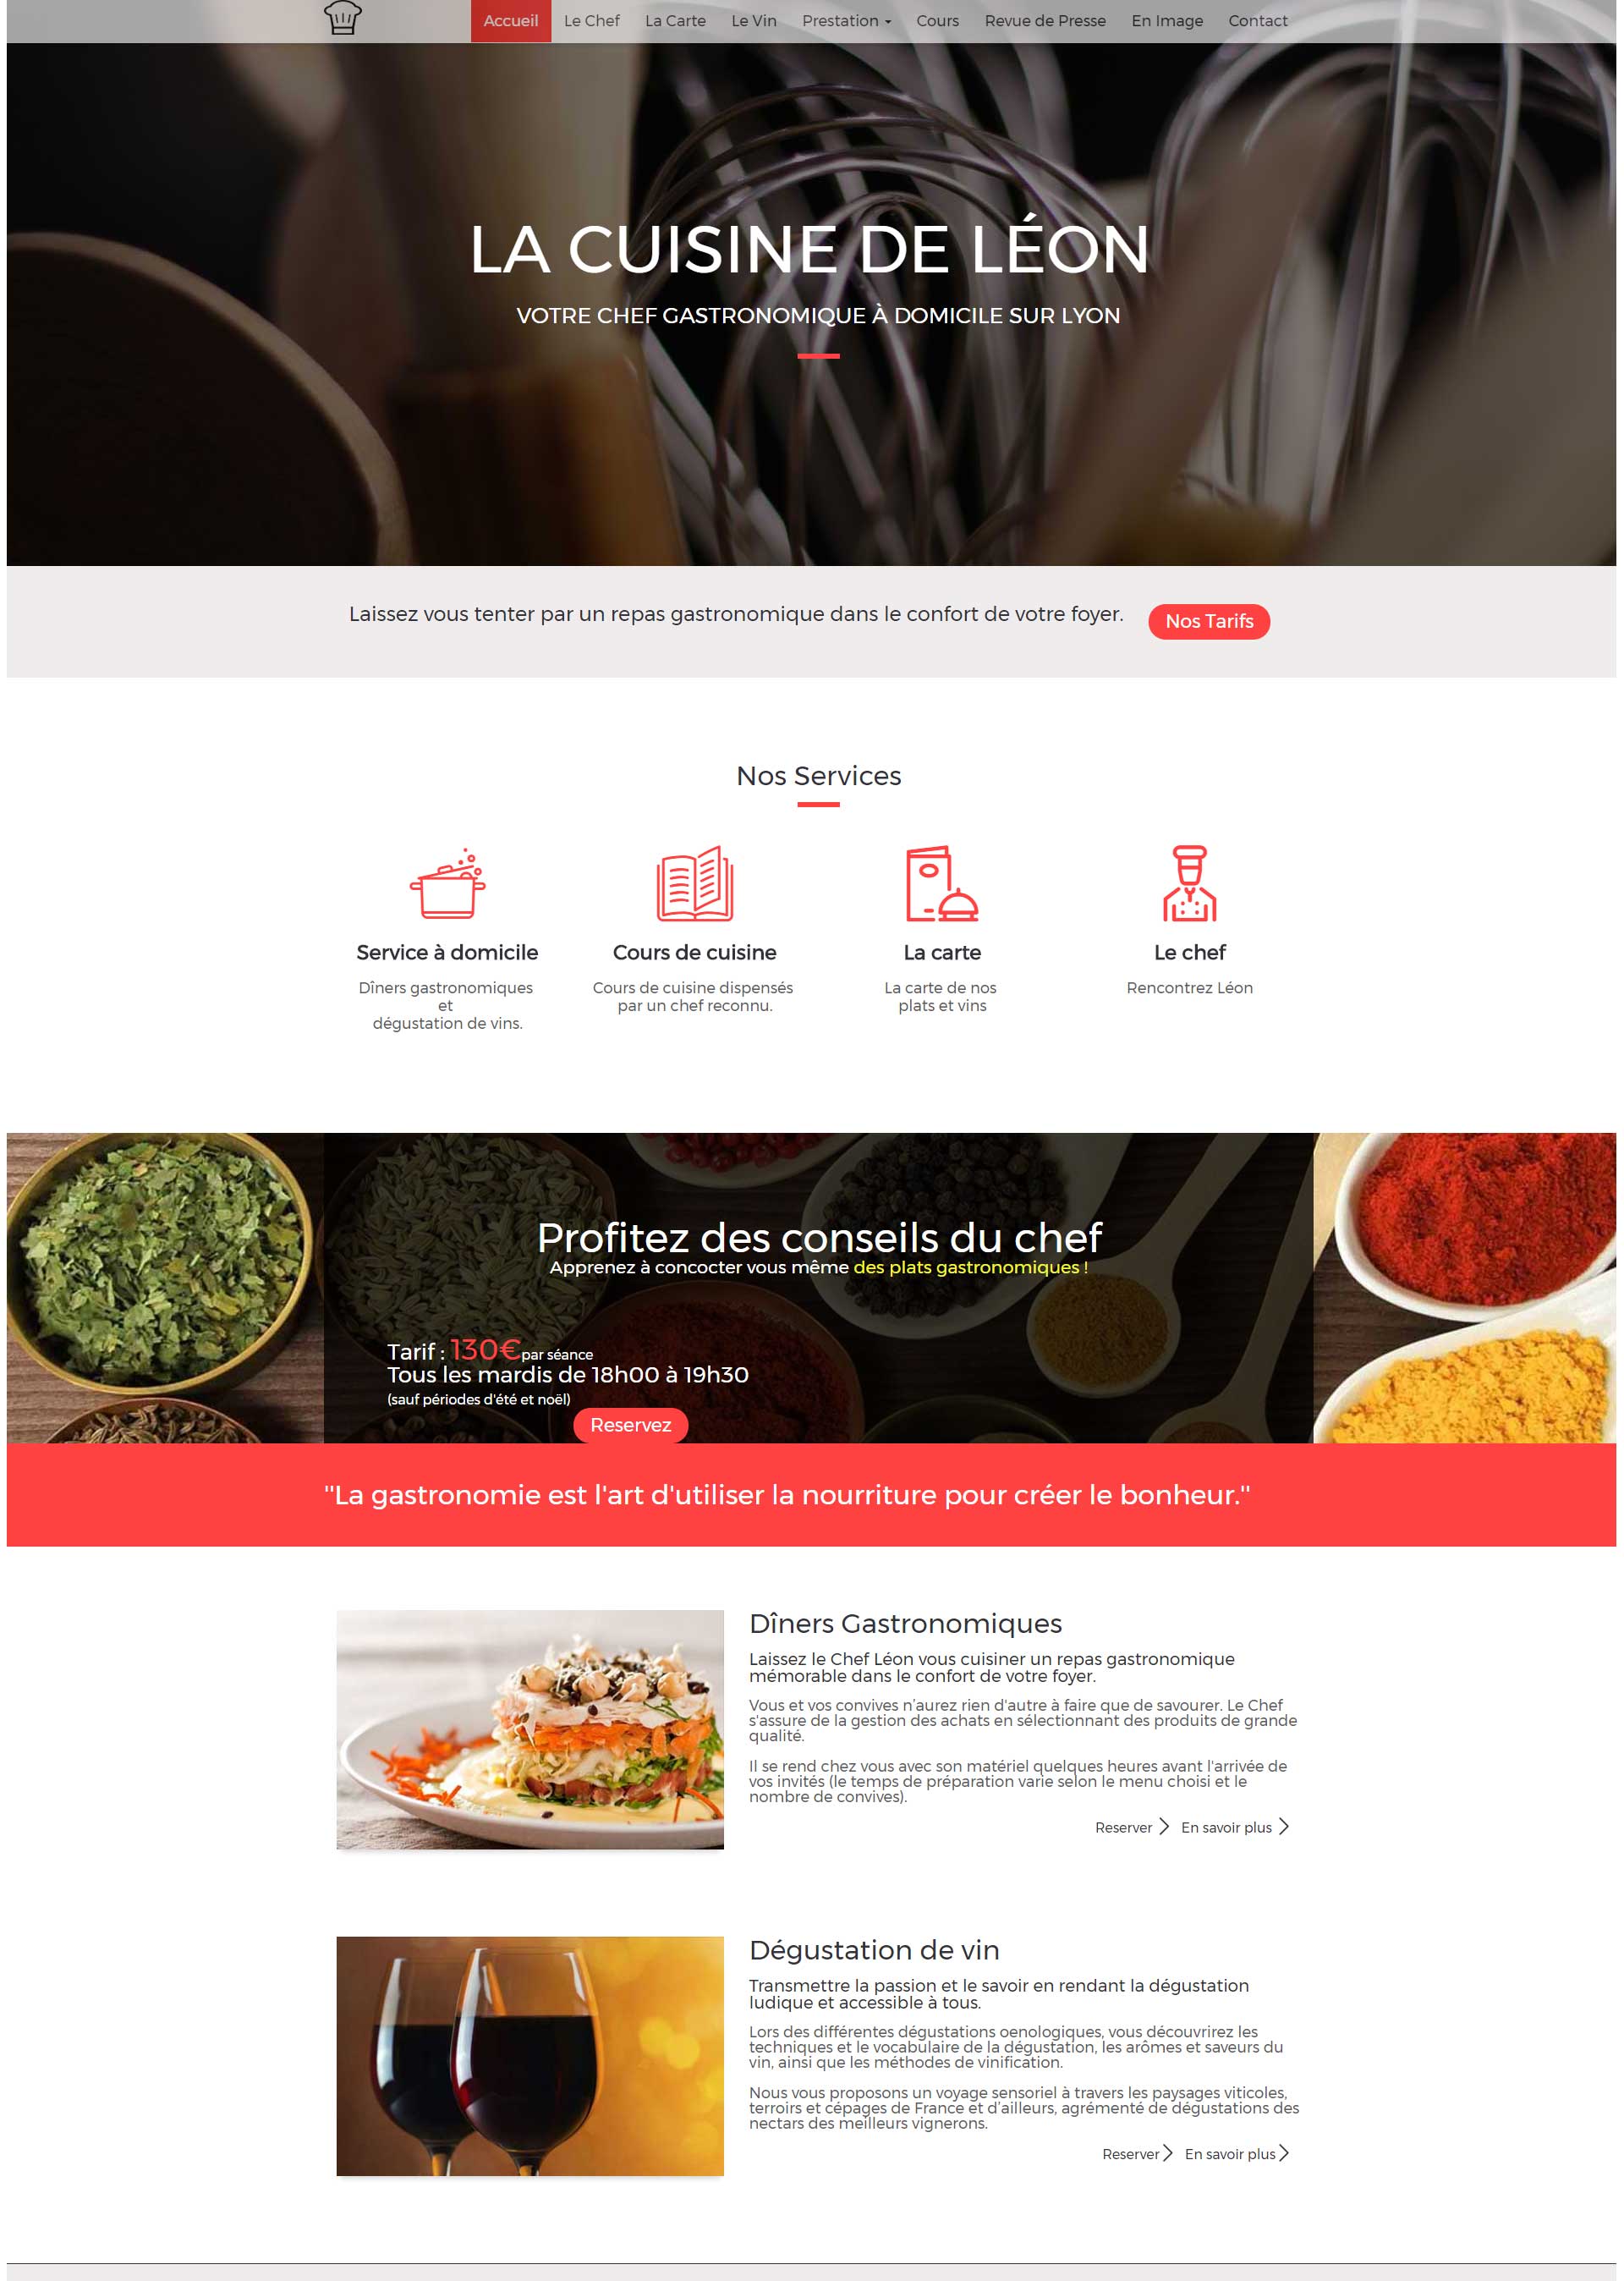 Accueil Le Chef La Carte Le Vin Prestation Cours Revue de Presse En Image Contact
LA CUISINE DE LÉON
VOTRE CHEF GASTRONOMIQUE À DOMICILE SUR LYON
Laissez vous tenter par un repas gastronomique dans le confort de votre foyer. Nos Tarifs
Nos Services
Service à domicile
Dîners gastronomiques
et
dégustation de vins.
Cours de cuisine
Cours de cuisine dispensés
par un chef reconnu.
La carte
La carte de nos
plats et vins
Le chef
Rencontrez Léon
Profitez des conseils du chef
Apprenez à concocter vous même des plats gastronomiques !
Tarif : 130€ par séance
Tous les mardis de 18h00 à 19h30
(sauf périodes d'été et noël)
Reservez
"La gastronomie est l'art d'utiliser la nourriture pour créer le bonheur."
Dîners Gastronomiques
Laissez le Chef Léon vous cuisiner un repas gastronomique
mémorable dans le confort de votre foyer.
Vous et vos convives n'aurez rien d'autre à faire que de savourer. Le Chef
s'assure de la gestion des achats en sélectionnant des produits de grande
qualité.
Il se rend chez vous avec son matériel quelques heures avant l'arrivée de
vos invités (le temps de préparation varie selon le menu choisi et le
nombre de convives).
Reserver En savoir plus
Dégustation de vin
Transmettre la passion et le savoir en rendant la dégustation
ludique et accessible à tous.
Lors des différentes dégustations oenologiques, vous découvrirez les
techniques et le vocabulaire de la dégustation, les arômes et saveurs du
vin, ainsi que les méthodes de vinification.
Nous vous proposons un voyage sensoriel à travers les paysages viticoles,
terroirs et cépages de France et d'ailleurs, agrémenté de dégustations des
nectars des meilleurs vignerons.
Reserver En savoir plus